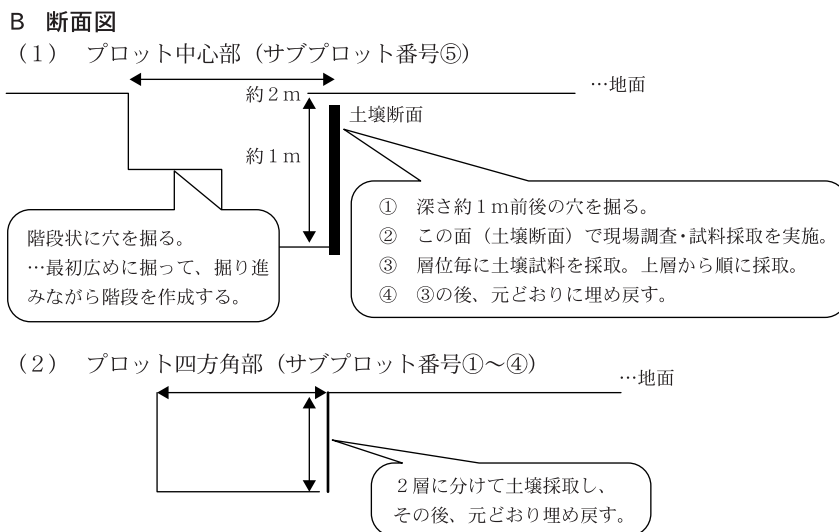 B 断面図
(1) プロット中心部(サブプロット番号⑤)
約2m
…地面
土壌断面
約1m
階段状に穴を掘る。
…最初広めに掘って、掘り進
みながら階段を作成する。
① 深さ約1m前後の穴を掘る。
② この面(土壌断面)で現場調査・試料採取を実施。
③ 層位毎に土壌試料を採取。上層から順に採取。
④ ③の後、元どおりに埋め戻す。
(2) プロット四方角部(サブプロット番号①~④)
…地面
2層に分けて土壌採取し、
その後、元どおり埋め戻す。